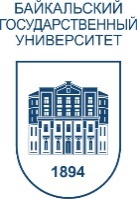 БАЙКАЛЬСКИЙ
ГОСУДАРСТВЕННЫЙ
УНИВЕРСИТЕТ
1894